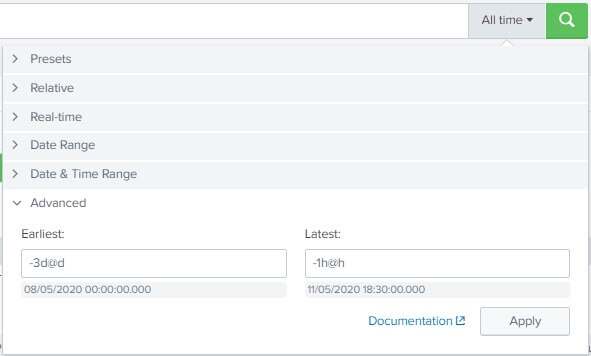 All time
Presets
Relative
Real-time
Date Range
Date & Time Range
Advanced
Earliest: Latest:
-3d@d -1h@h
08/05/2020 00:00:00.000 11/05/2020 18:30:00.000
Documentation Apply